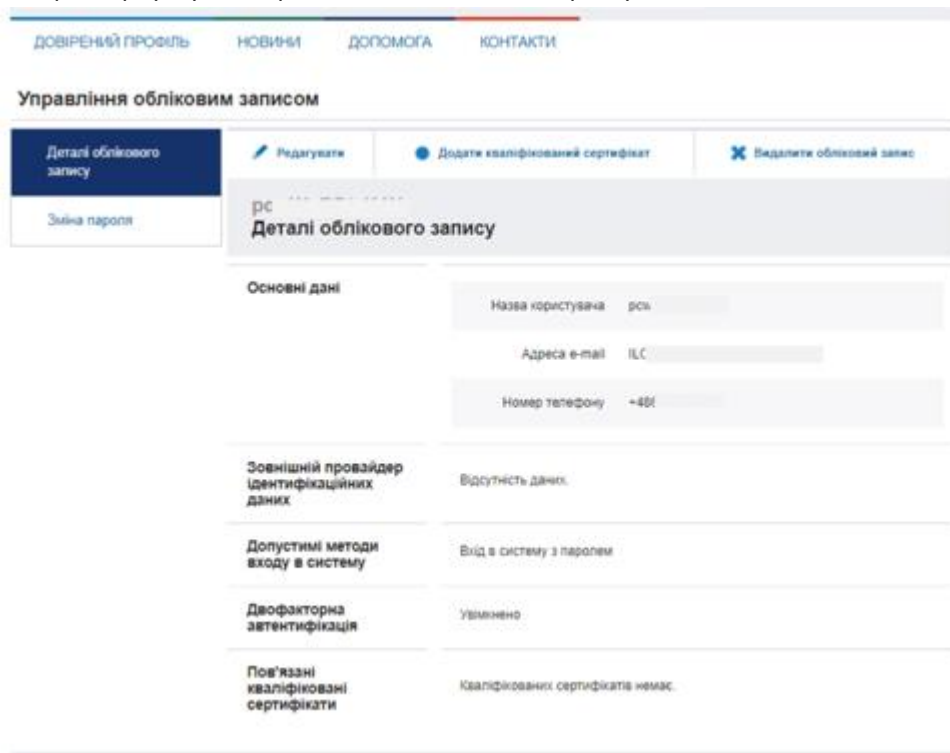 ДОВІРЕНИЙ ПРОФІЛЬ НОВИНИ ДОПОМОГА КОНТАКТИ
Управління обліковим записом
Деталі облікового запису
Зміна пароля
Редагувати Додати кваліфікований сертифікат Видалити обліковий запис
pc
Деталі облікового запису
Основні дані
Назва користувача
Адреса e-mail
Номер телефону
Зовнішній провайдер
ідентифікаційних
даних
Відсутність даних.
Допустимі методи
входу в систему
Вхід в систему з паролем
Двофакторна
автентифікація
Увімкнено
Пов'язані
кваліфіковані
сертифікати
Кваліфікованих сертифікатів немає.